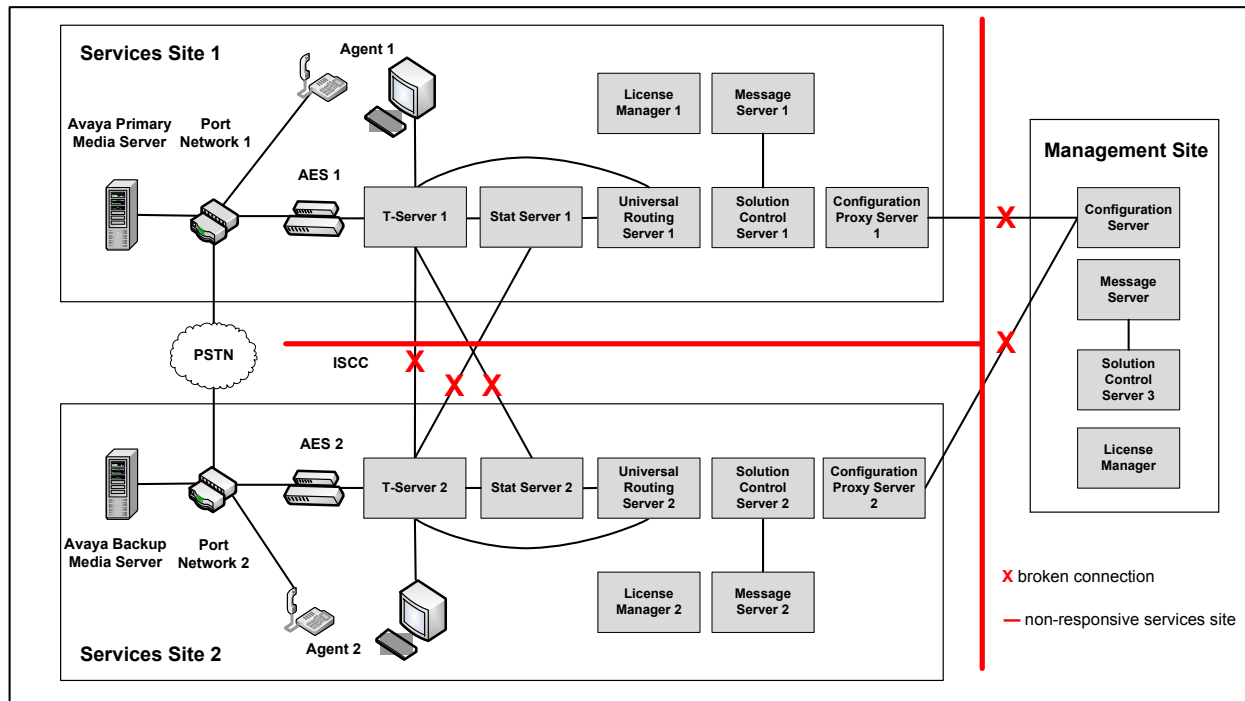 Services Site 1
Agent 1
License
Manager 1
Message
Server 1
Avaya Primary
Media Server
Port
Network 1
AES 1
T-Server 1
Stat Server 1
Universal
Routing
Server 1
Solution
Control
Server 1
Configuration
Proxy Server
1
Management Site
Configuration
Server
Message
Server
Solution
Control
Server 3
License
Manager
X
X
PSTN
ISCC
X
X
X
AES 2
T-Server 2
Stat Server 2
Universal
Routing
Server 2
Solution
Control
Server 2
Configuration
Proxy Server
2
Avaya Backup
Media Server
Port
Network 2
License
Manager 2
Message
Server 2
Agent 2
Services Site 2
X broken connection
non-responsive services site